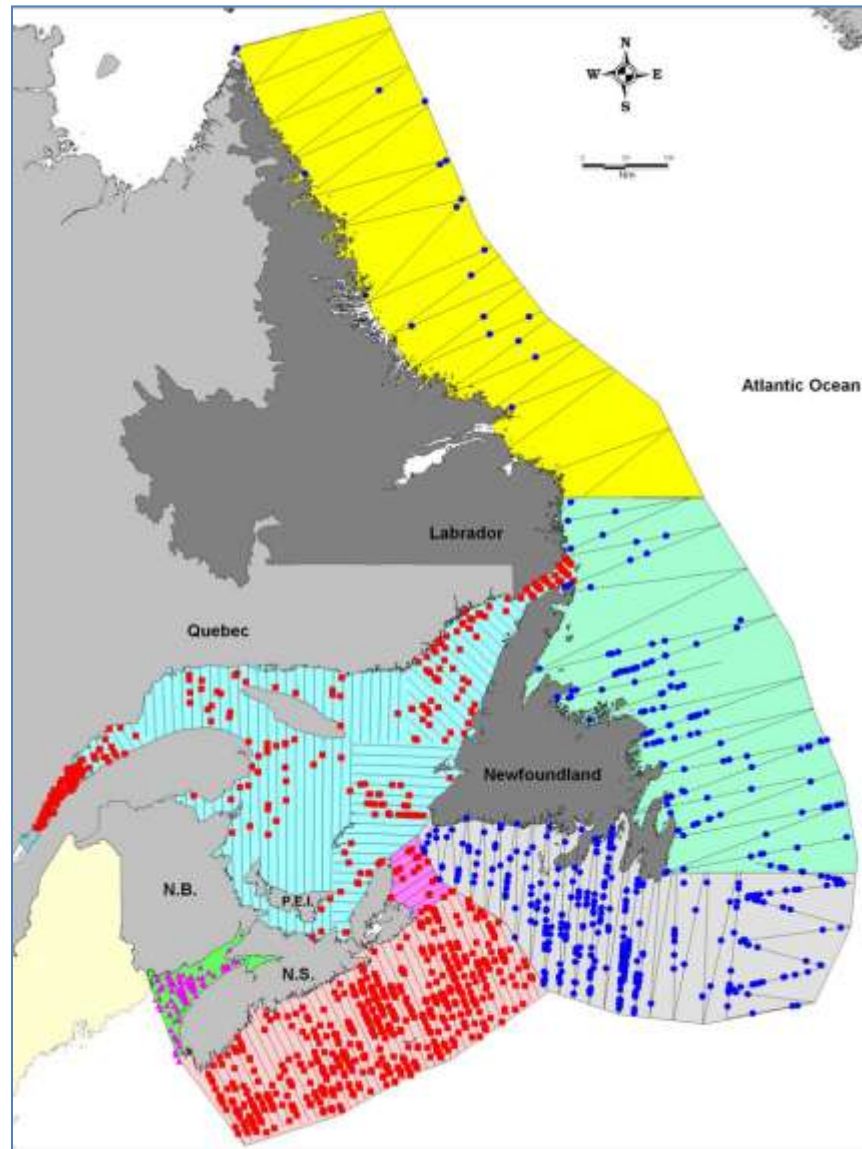 N
W E
S
Atlantic Ocean
Labrador
Quebec
Newfoundland
N.B.
P.E.I.
N.S.